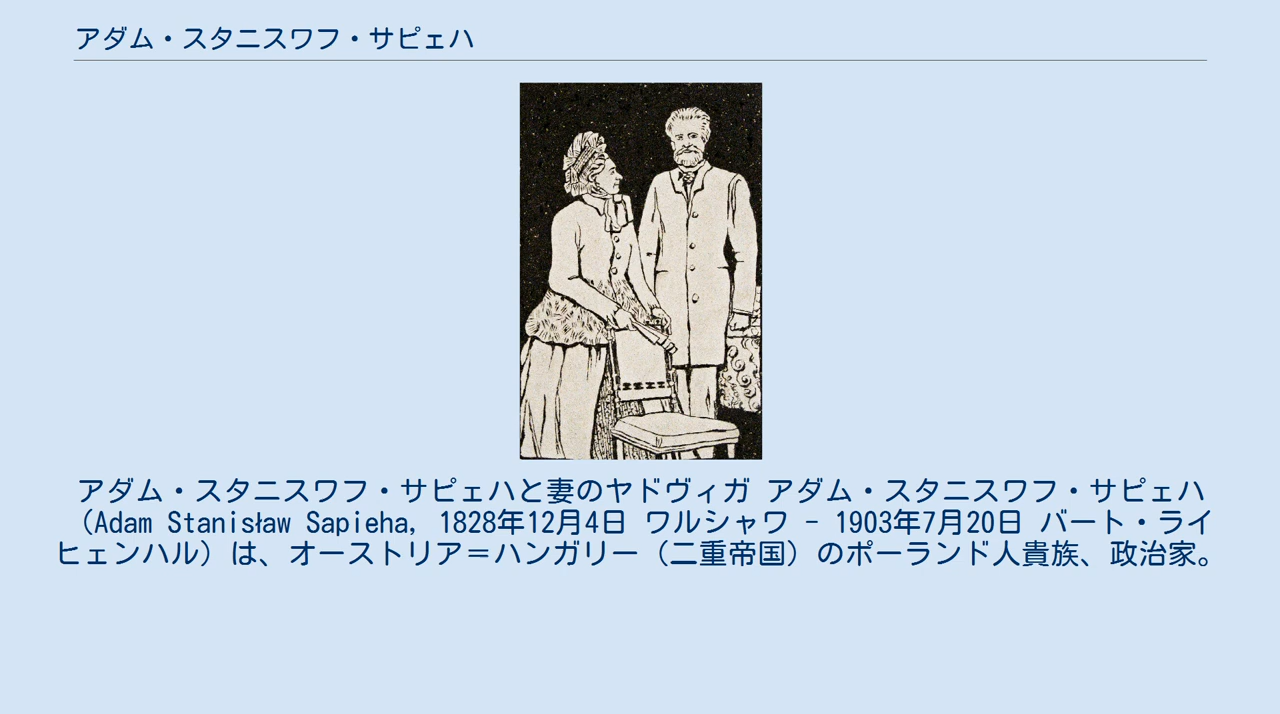 アダム・スタニスワフ・サピェハ
アダム・スタニスワフ・サピェハと妻のヤドヴィガ アダム・スタニスワフ・サピェハ
（Adam Stanisław Sapieha, 1828年12月4日 ワルシャワ - 1903年7月20日 バート・ライ
ヒェンハル）は、オーストリア＝ハンガリー（二重帝国）のポーランド人貴族、政治家。